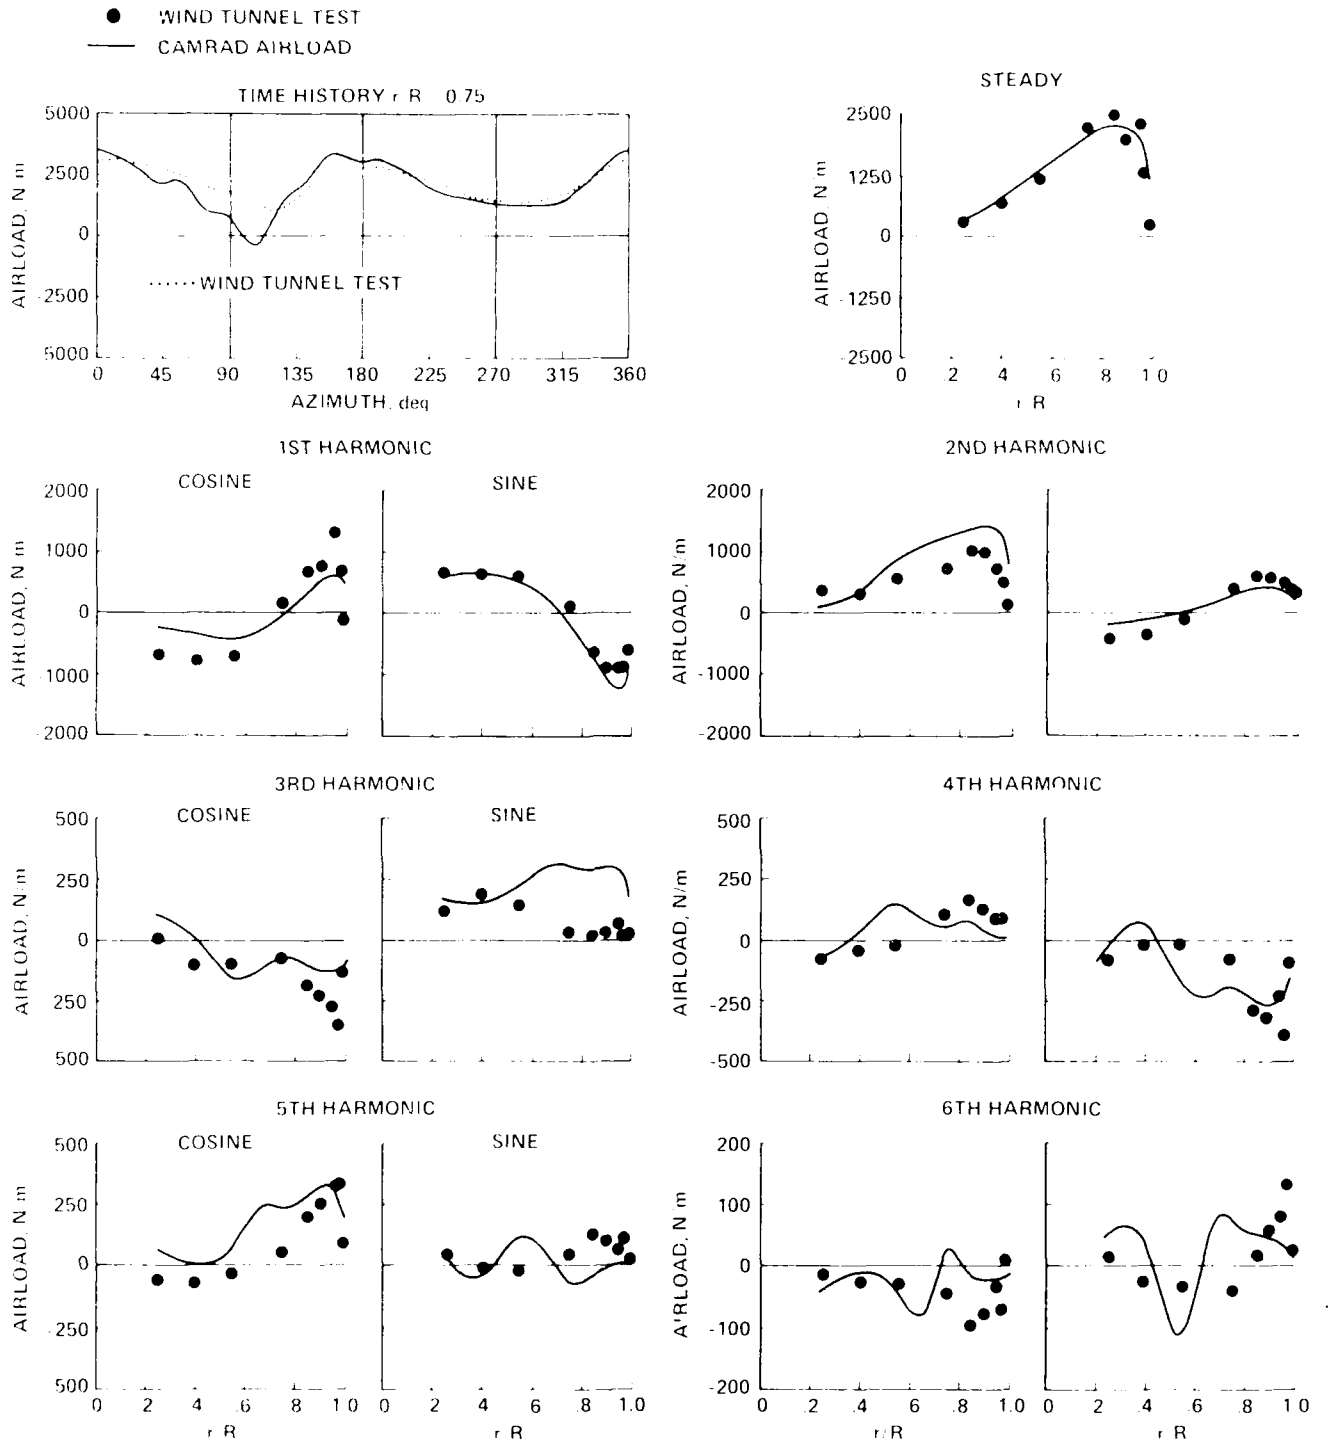 WIND TUNNEL TEST
CAMRAD AIRLOAD
TIME HISTORY r R 0.75
5000
2500
0
-2500
5000
AIRLOAD, N m
WIND TUNNEL TEST
0 45 90 135 180 225 270 315 360
AZIMUTH, deg
STEADY
2500
1250
0
-1250
-2500
AIRLOAD, N m
0 2 4 6 8 1 0
r R
1ST HARMONIC
COSINE SINE
2000
1000
0
-1000
2000
AIRLOAD, N m
2ND HARMONIC
2000
1000
0
-1000
-2000
AIRLOAD, N/m
3RD HARMONIC
COSINE SINE
500
250
0
250
500
AIRLOAD, N/m
4TH HARMONIC
500
250
0
-250
-500
AIRLOAD, N/m
5TH HARMONIC
COSINE SINE
500
250
0
-250
500
AIRLOAD, N m
0 2 4 .6 8 1 0 2 4 .6 .8 1.0
r R r R
6TH HARMONIC
200
100
0
-100
-200
A'RLOAD, N m
0 .2 .4 .6 .8 1.0 0 .2 .4 .6 .8 1.0
r/R r R